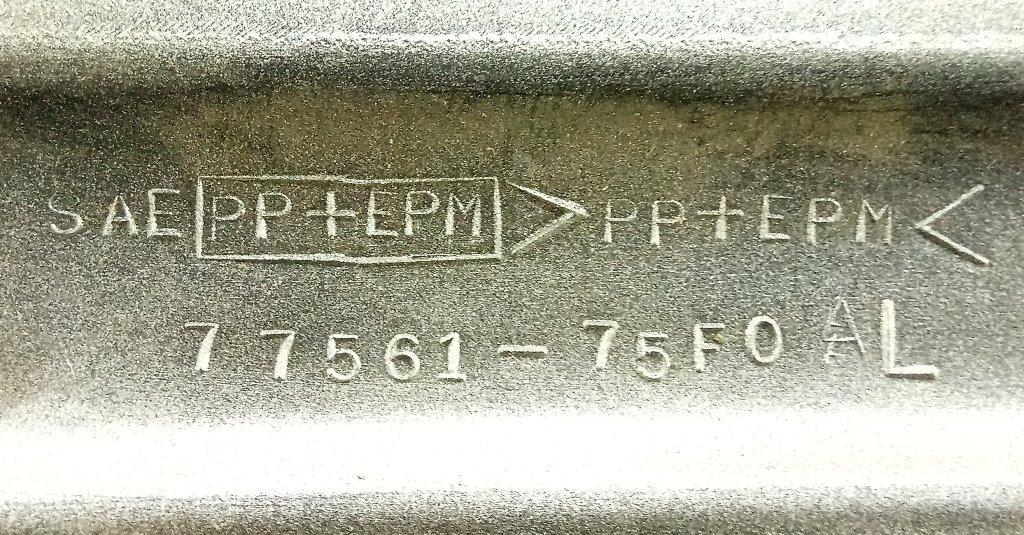 SAE PP+EPM >PP+EPM<
77561-75F0 AL